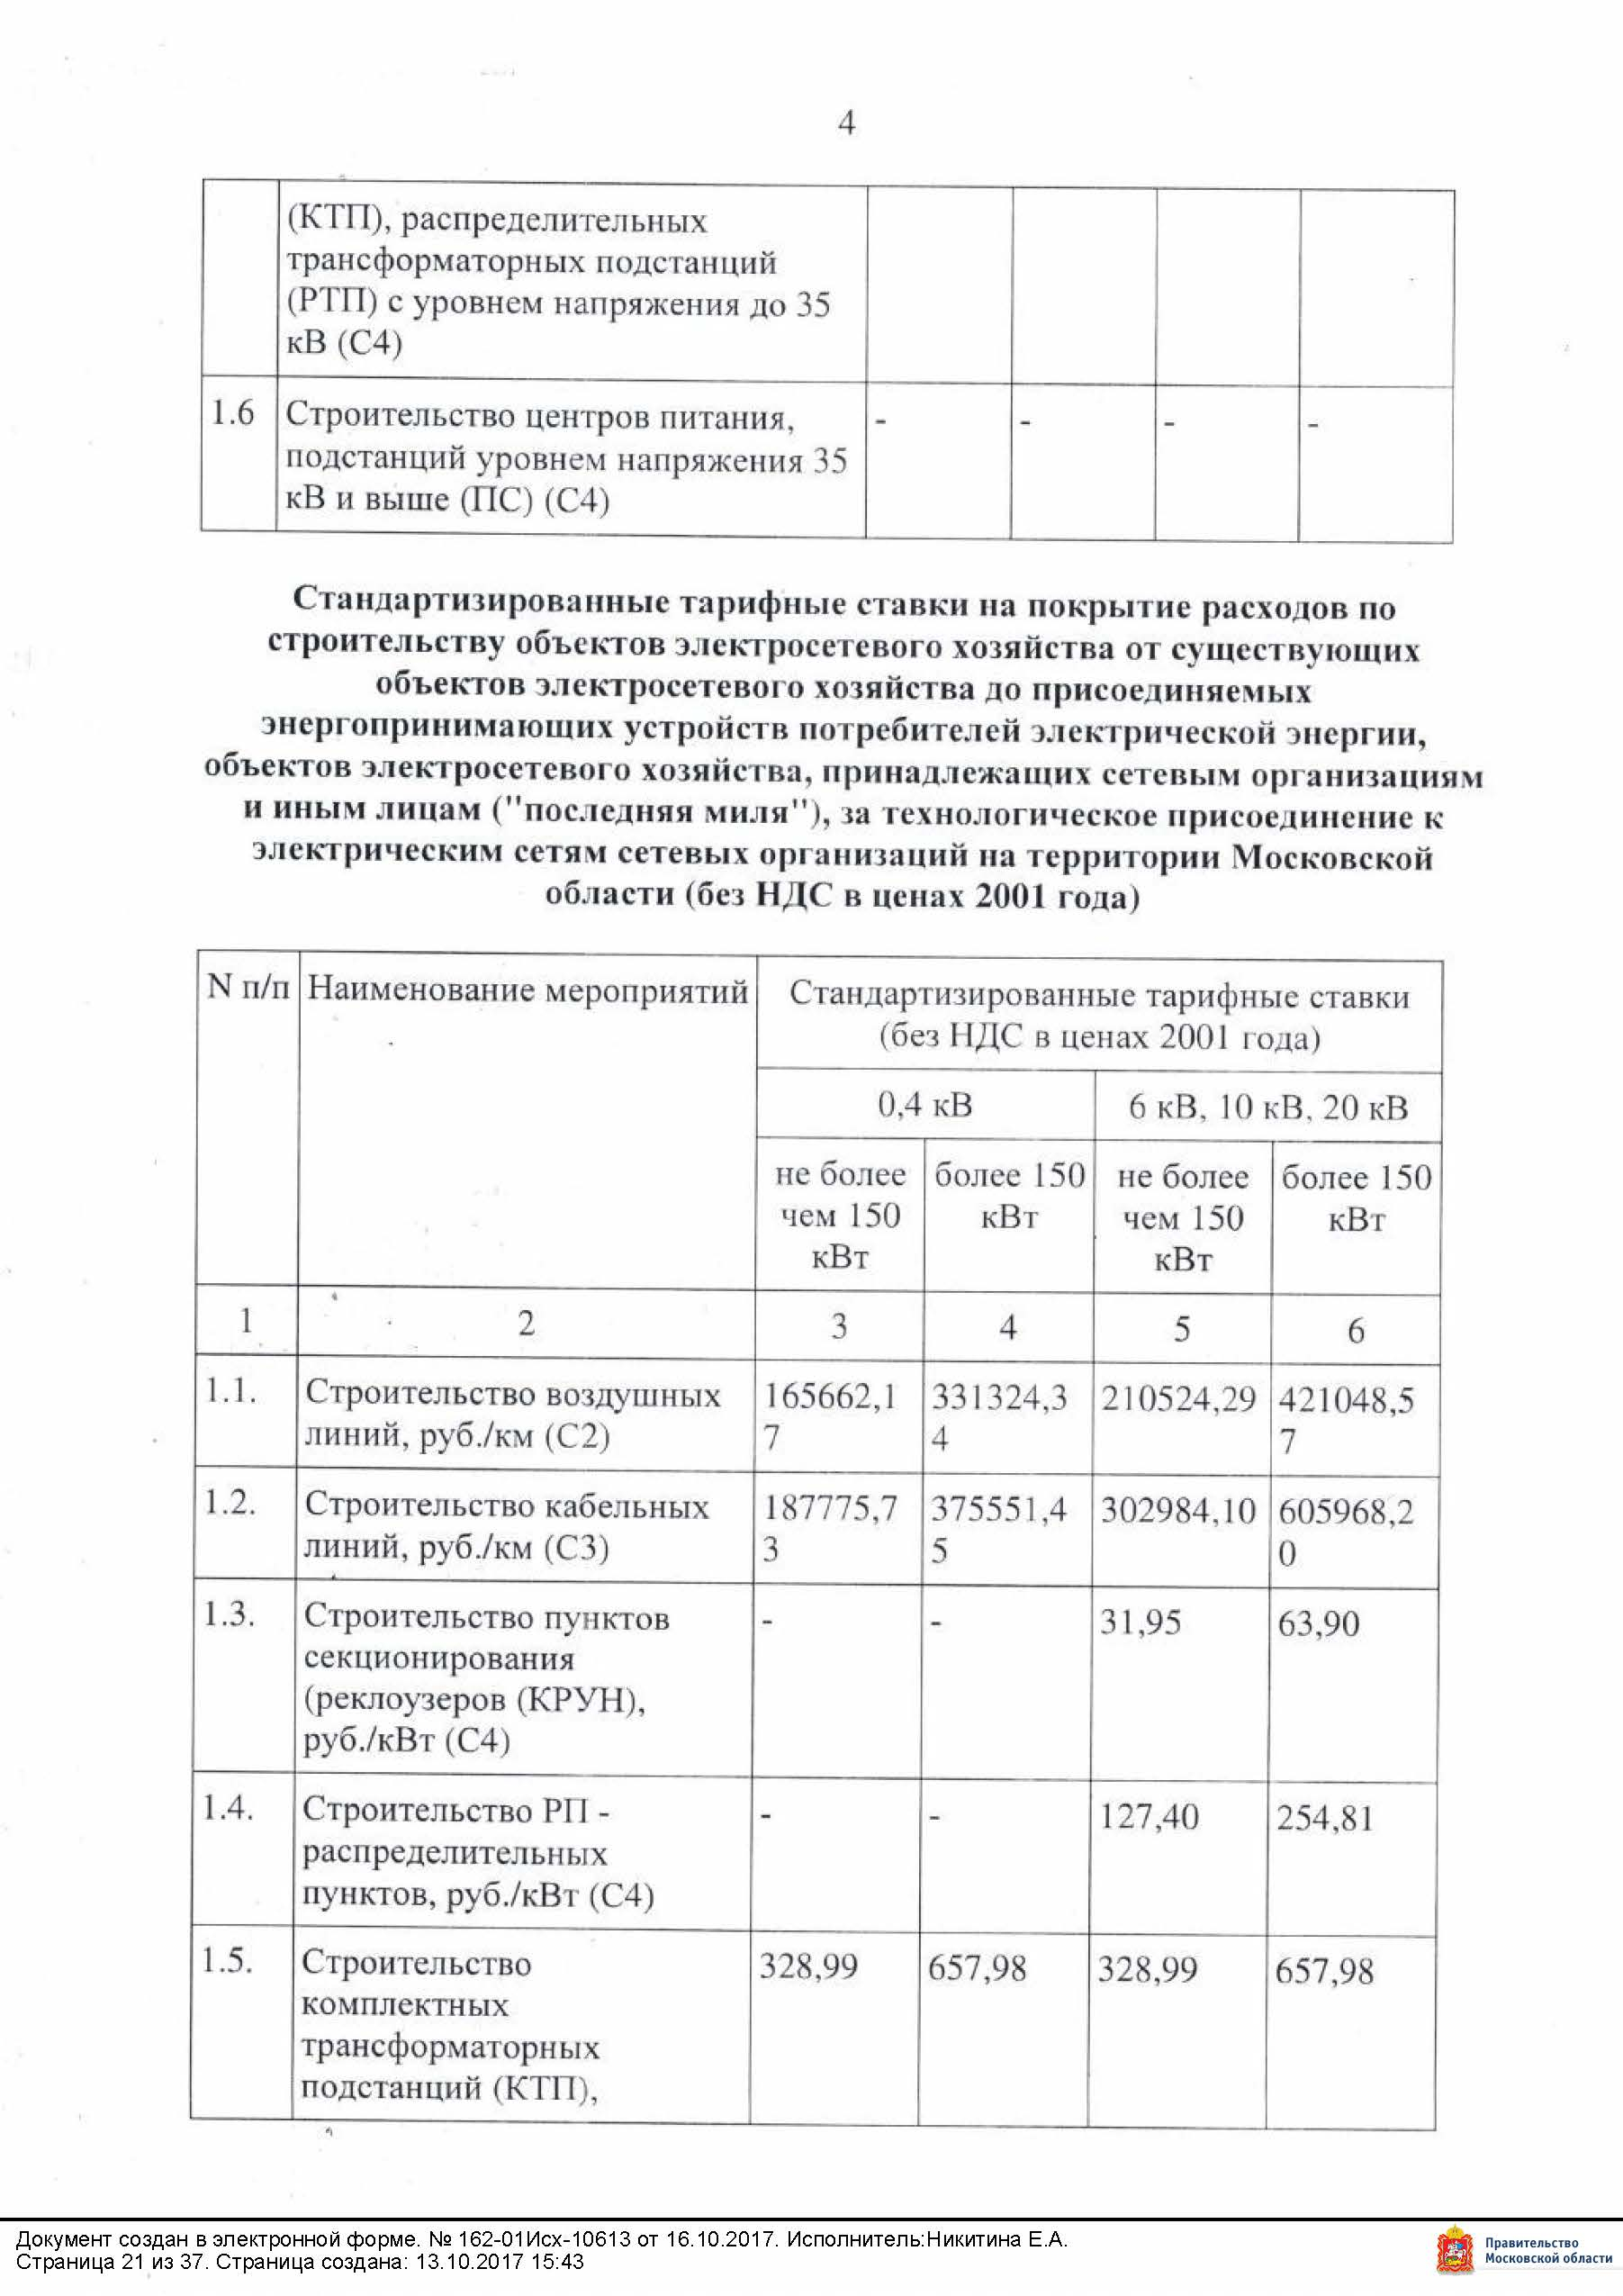 4
(КТП), распределительных
трансформаторных подстанций
(РТП) с уровнем напряжения до 35
кВ (С4)
1.6 Строительство центров питания, - - - -
подстанций уровнем напряжения 35
кВ и выше (ПС) (С4)
Стандартизированные тарифные ставки на покрытие расходов по
строительству объектов электросетевого хозяйства от существующих
объектов электросетевого хозяйства до присоединяемых
энергопринимающих устройств потребителей электрической энергии,
объектов электросетевого хозяйства, принадлежащих сетевым организациям
и иным лицам ("последняя миля"), за технологическое присоединение к
электрическим сетям сетевых организаций на территории Московской
области (без НДС в ценах 2001 года)
N п/п Наименование мероприятий Стандартизированные тарифные ставки
(без НДС в ценах 2001 года)
0,4 кВ 6 кВ, 10 кВ, 20 кВ
не более более 150 не более более 150
чем 150 кВт чем 150 кВт
кВт кВт
1 2 3 4 5 6
1.1. Строительство воздушных 165662,1 331324,3 210524,29 421048,5
линий, руб./км (С2) 7 4 7
1.2. Строительство кабельных 187775,7 375551,4 302984,10 605968,2
линий, руб./км (С3) 3 5 0
1.3. Строительство пунктов - - 31,95 63,90
секционирования
(реклоузеров (КРУН),
руб./кВт (С4)
1.4. Строительство РП - - - 127,40 254,81
распределительных
пунктов, руб./кВт (С4)
1.5. Строительство 328,99 657,98 328,99 657,98
комплектных
трансформаторных
подстанций (КТП),
Документ создан в электронной форме. № 162-01Исх-10613 от 16.10.2017. Исполнитель:Никитина Е.А.
Страница 21 из 37. Страница создана: 13.10.2017 15:43
Правительство
Московской области